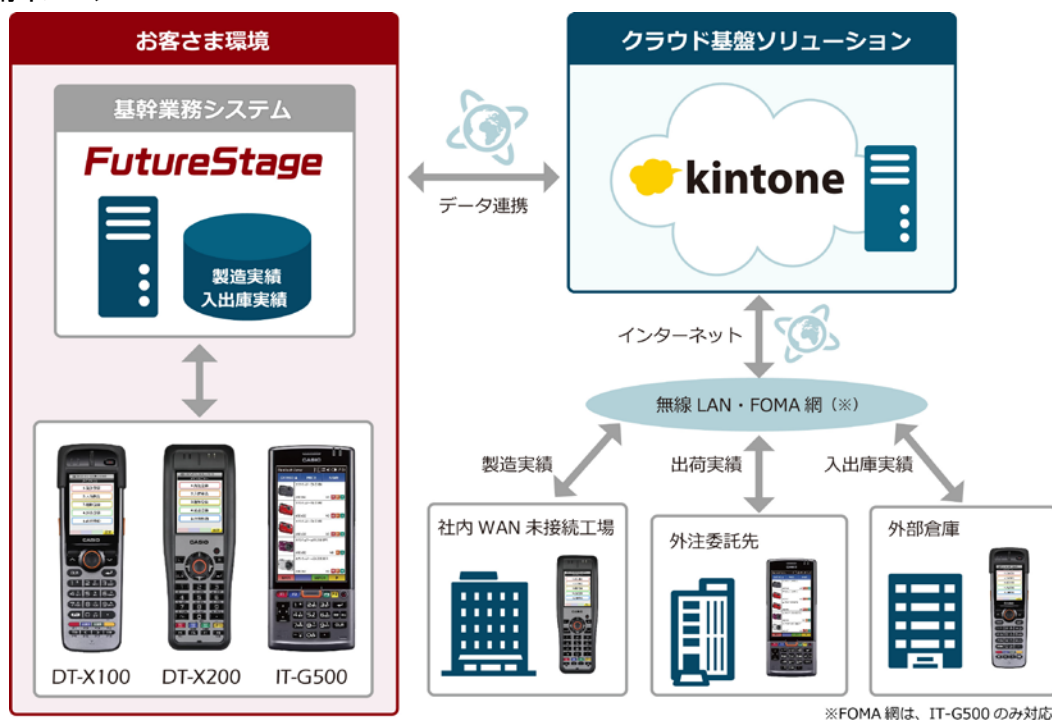 お客さま環境
基幹業務システム
FutureStage
製造実績
入出庫実績
DT-X100
DT-X200
IT-G500
データ連携
クラウド基盤ソリューション
kintone
インターネット
無線 LAN・FOMA 網（※）
製造実績
出荷実績
入出庫実績
社内 WAN 未接続工場
外注委託先
外部倉庫
CASIO
CASIO
※FOMA 網は、IT-G500 のみ対応